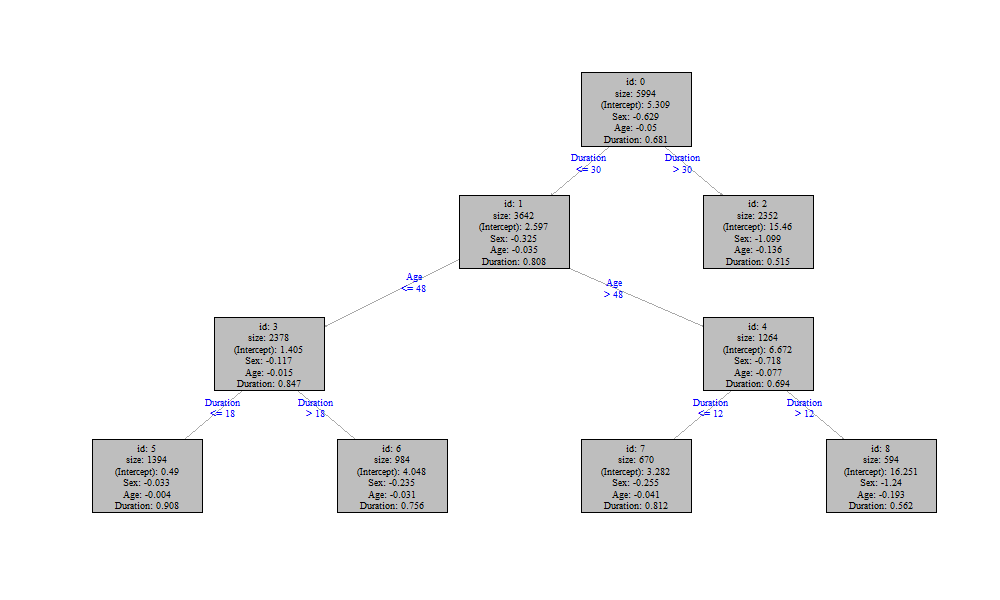 id: 0
size: 5994
(Intercept): 5.309
Sex: -0.629
Age: -0.05
Duration: 0.681
Duration
<= 30
Duration
> 30
id: 1
size: 3642
(Intercept): 2.597
Sex: -0.325
Age: -0.035
Duration: 0.808
id: 2
size: 2352
(Intercept): 15.46
Sex: -1.099
Age: -0.136
Duration: 0.515
Age
<= 48
Age
> 48
id: 3
size: 2378
(Intercept): 1.405
Sex: -0.117
Age: -0.015
Duration: 0.847
id: 4
size: 1264
(Intercept): 6.672
Sex: -0.718
Age: -0.077
Duration: 0.694
Duration
<= 18
Duration
> 18
Duration
<= 12
Duration
> 12
id: 5
size: 1394
(Intercept): 0.49
Sex: -0.033
Age: -0.004
Duration: 0.908
id: 6
size: 984
(Intercept): 4.048
Sex: -0.235
Age: -0.031
Duration: 0.756
id: 7
size: 670
(Intercept): 3.282
Sex: -0.255
Age: -0.041
Duration: 0.812
id: 8
size: 594
(Intercept): 16.251
Sex: -1.24
Age: -0.193
Duration: 0.562